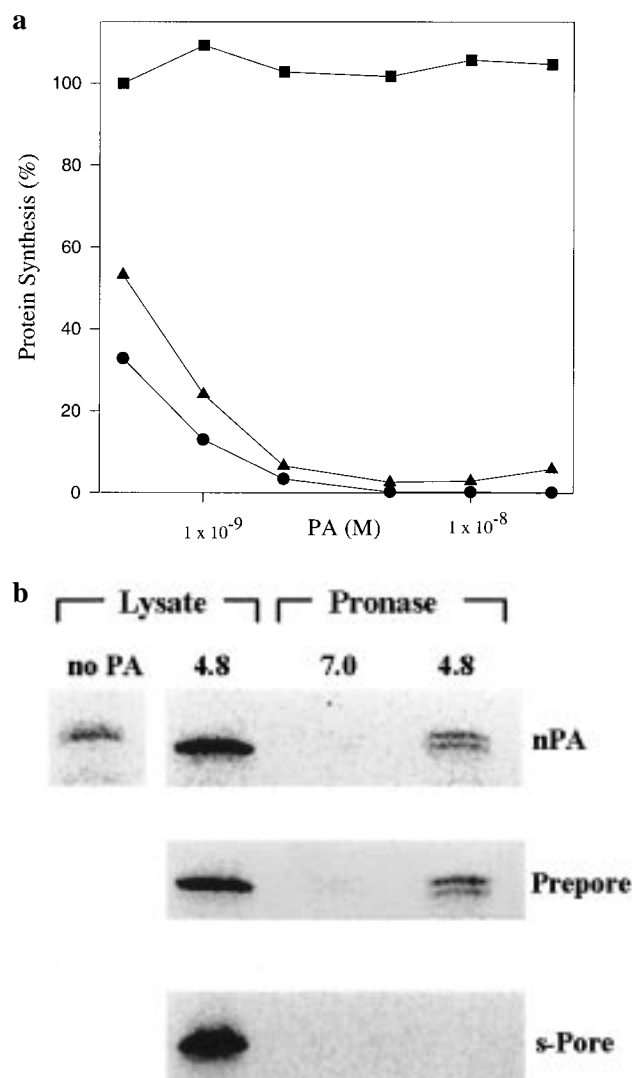 a
100
80
60
40
20
0
Protein Synthesis (%)
1 x 10⁻⁹ PA (M) 1 x 10⁻⁸
b
Lysate Pronase
no PA 4.8 7.0 4.8
nPA
Prepore
s-Pore